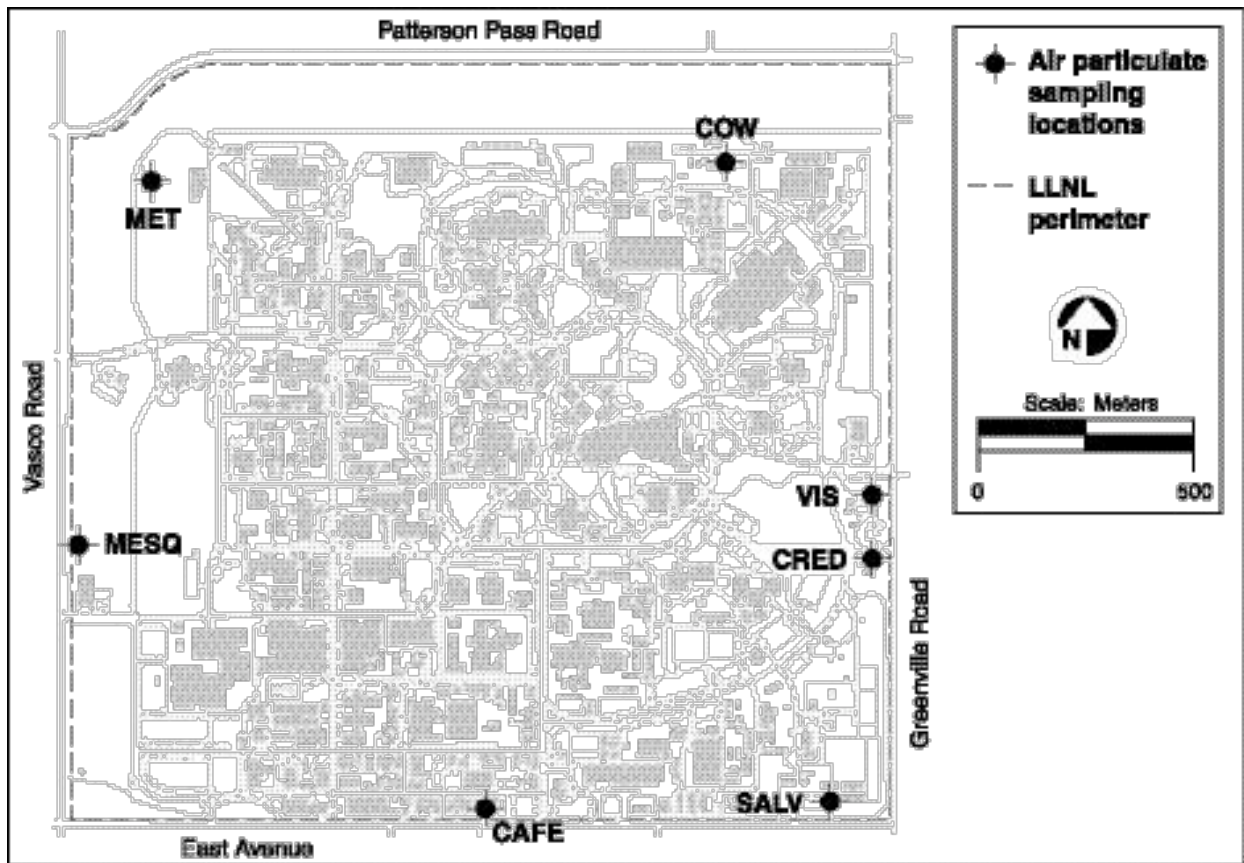 Patterson Pass Road
Air particulate
sampling
locations
COW
LLNL
perimeter
MET
N
Vasco Road
Scale: Meters
0 500
VIS
MESQ
CRED
Greenville Road
SALV
CAFE
East Avenue